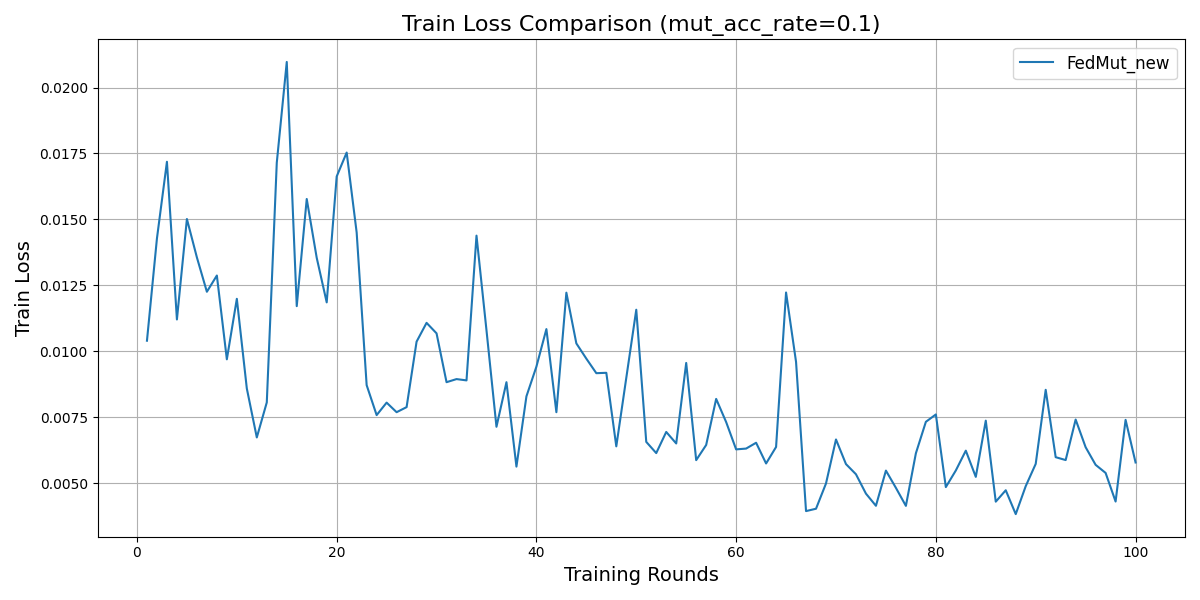 Train Loss Comparison (mut_acc_rate=0.1)
FedMut_new
Train Loss
0.0200
0.0175
0.0150
0.0125
0.0100
0.0075
0.0050
0 20 40 60 80 100
Training Rounds